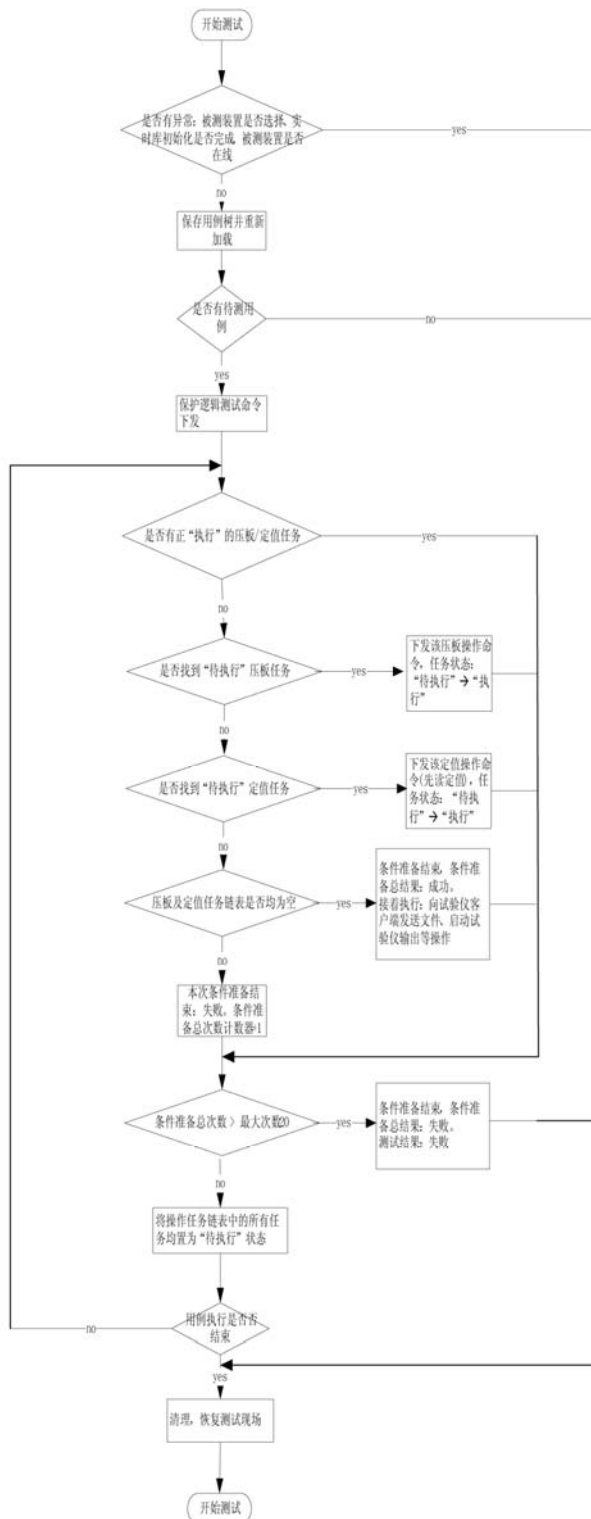 开始测试
是否有异常：被测装置是否选择、实
时库初始化是否完成、被测装置是否
在线
yes
no
保存用例树并重新
加载
是否有待测用
例
no
yes
保护逻辑测试命令
下发
是否有正“执行”的压板/定值任务
yes
no
是否找到“待执行”压板任务
yes
下发该压板操作命
令，任务状态：
“待执行”→“执
行”
no
是否找到“待执行”定值任务
yes
下发该定值操作命
令(先读定值)，任
务状态：“待执
行”→“执行”
no
压板及定值任务链表是否均为空
yes
条件准备结束，条件准
备总结果：成功。
接着执行：向试验仪客
户端发送文件、启动试
验仪输出等操作
no
本次条件准备结
束：失败。条件准
备总次数计数器+1
条件准备总次数 > 最大次数20
yes
条件准备结束，条件准
备总结果：失败。
测试结果：失败
no
将操作任务链表中的所有任
务均置为“待执行”状态
用例执行是否否
结束
no
yes
清理，恢复测试现场
开始测试